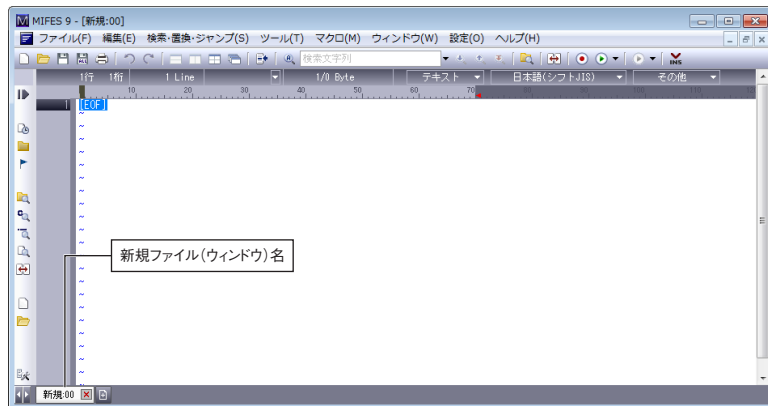 MIFES 9 - [新規:00]
ファイル(F) 編集(E) 検索・置換・ジャンプ(S) ツール(T) マクロ(M) ウィンドウ(W) 設定(O) ヘルプ(H)
検索文字列 INS
1行 1桁 1 Line 1/0 Byte テキスト 日本語(シフトJIS) その他
10 20 30 40 50 60 70 80 90 100 110 120
1 [EOF]
~
~
~
~
~
~
~
~
~
~
新規ファイル(ウィンドウ)名
~
~
~
~
~
~
~
~
~
~
~
新規:00